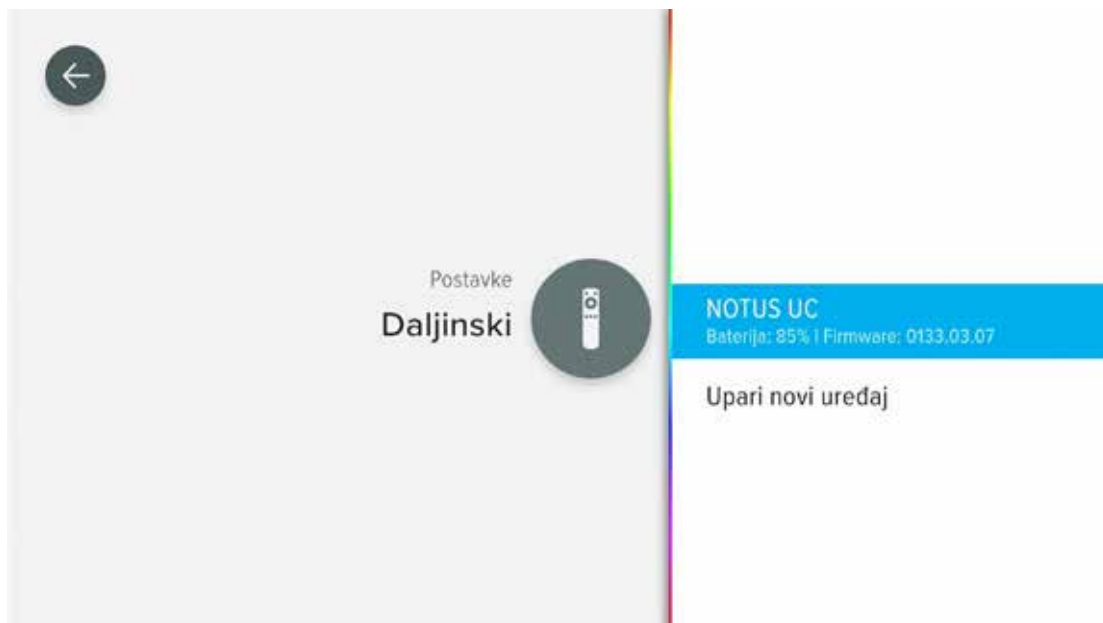 Postavke
Daljinski
NOTUS UC
Baterija: 85% | Firmware: 0133.03.07
Upari novi uređaj